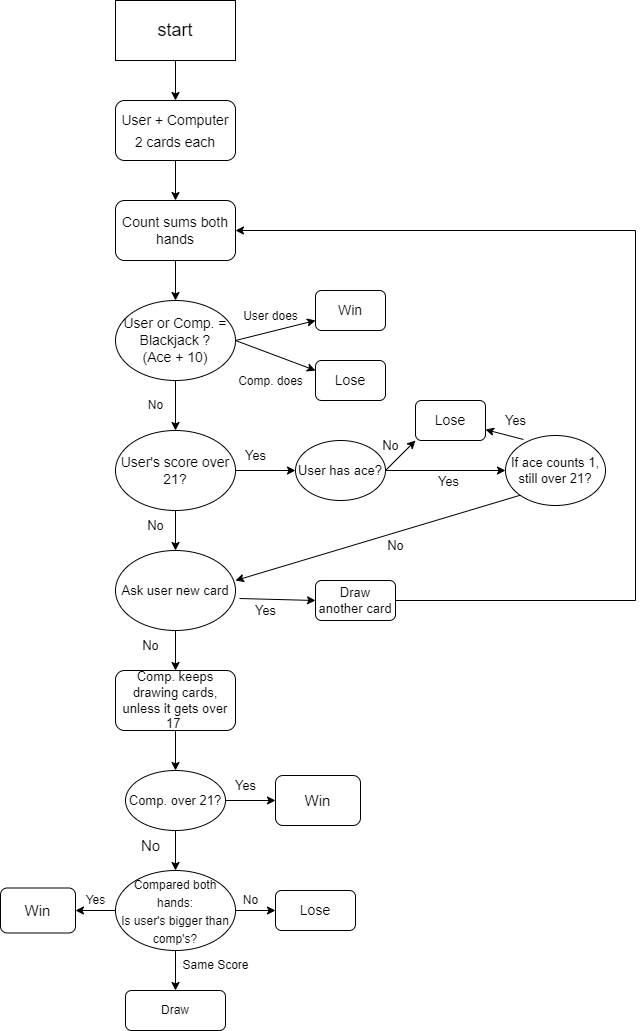 start
User + Computer
2 cards each
Count sums both
hands
User or Comp. =
Blackjack ?
(Ace + 10)
User does
Win
Comp. does
Lose
No
User's score over
21?
Yes
User has ace?
No
Lose
Yes
Yes
If ace counts 1,
still over 21?
No
No
Ask user new card
Yes
Draw
another card
No
Comp. keeps
drawing cards,
unless it gets over
17
Comp. over 21?
Yes
Win
No
Compared both
hands:
Is user's bigger than
comp's?
Yes
Win
No
Lose
Same Score
Draw